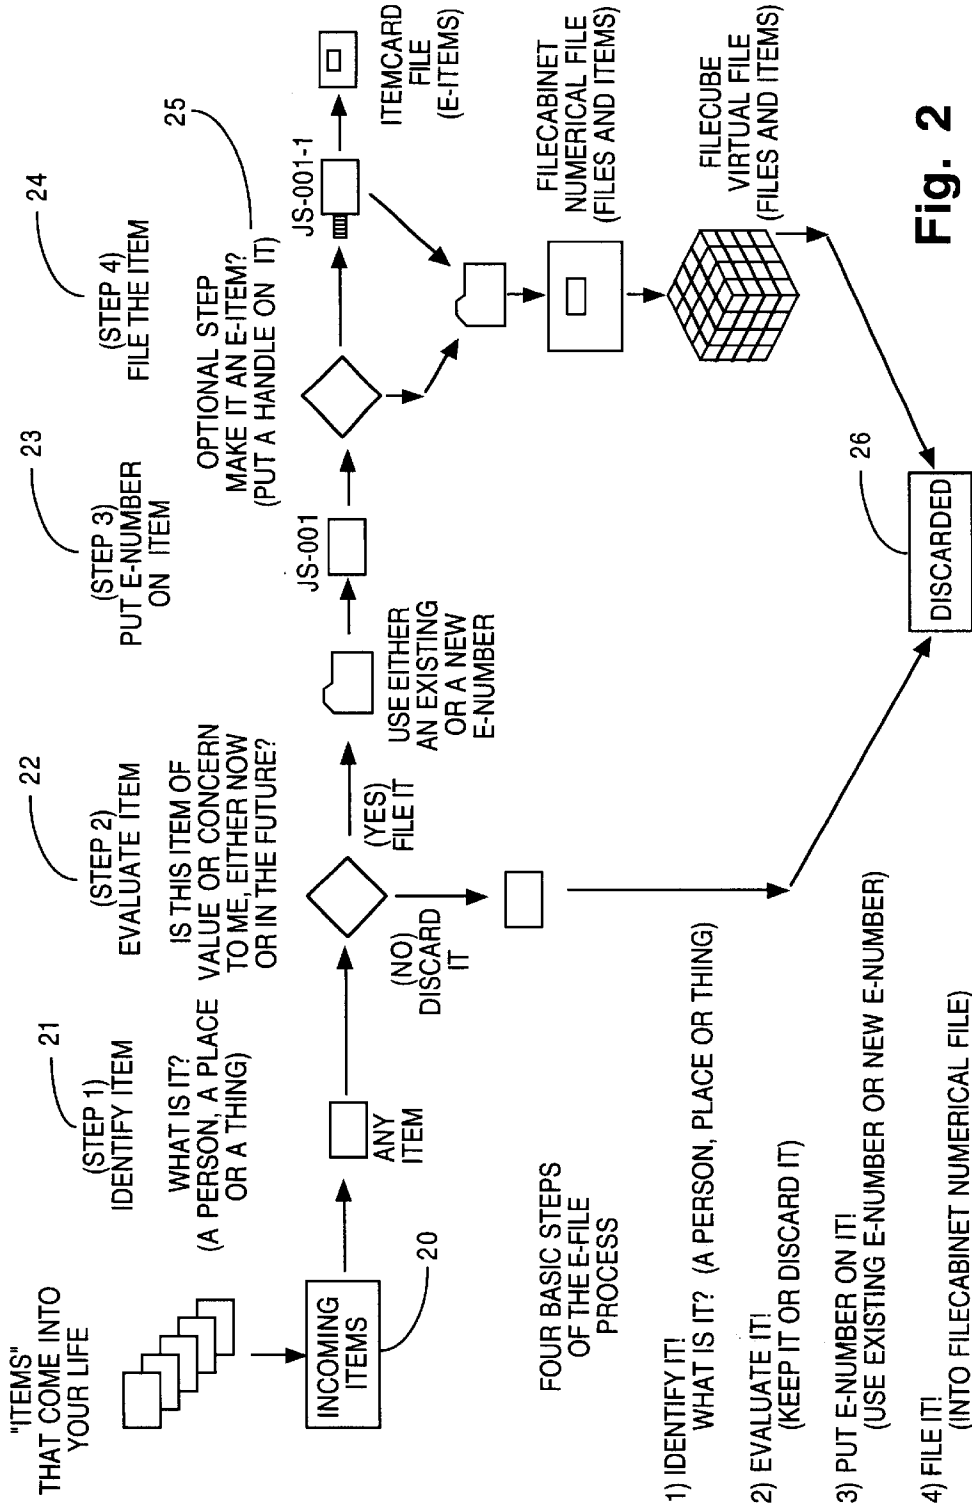 "ITEMS"
THAT COME INTO
YOUR LIFE
21
(STEP 1)
IDENTIFY ITEM
WHAT IS IT?
(A PERSON, A PLACE
OR A THING)
22
(STEP 2)
EVALUATE ITEM
IS THIS ITEM OF
VALUE OR CONCERN
TO ME, EITHER NOW
OR IN THE FUTURE?
23
(STEP 3)
PUT E-NUMBER
ON ITEM
24
(STEP 4)
FILE THE ITEM
25
OPTIONAL STEP
MAKE IT AN E-ITEM?
(PUT A HANDLE ON IT)
INCOMING
ITEMS
20
ANY
ITEM
(YES)
FILE IT
(NO)
DISCARD
IT
USE EITHER
AN EXISTING
OR A NEW
E-NUMBER
JS-001
JS-001-1
ITEMCARD
FILE
(E-ITEMS)
FILECABINET
NUMERICAL FILE
(FILES AND ITEMS)
FILECUBE
VIRTUAL FILE
(FILES AND ITEMS)
26
DISCARDED
FOUR BASIC STEPS
OF THE E-FILE
PROCESS
1) IDENTIFY IT!
WHAT IS IT? (A PERSON, PLACE OR THING)
2) EVALUATE IT!
(KEEP IT OR DISCARD IT)
3) PUT E-NUMBER ON IT!
(USE EXISTING E-NUMBER OR NEW E-NUMBER)
4) FILE IT!
(INTO FILECABINET NUMERICAL FILE)
Fig. 2